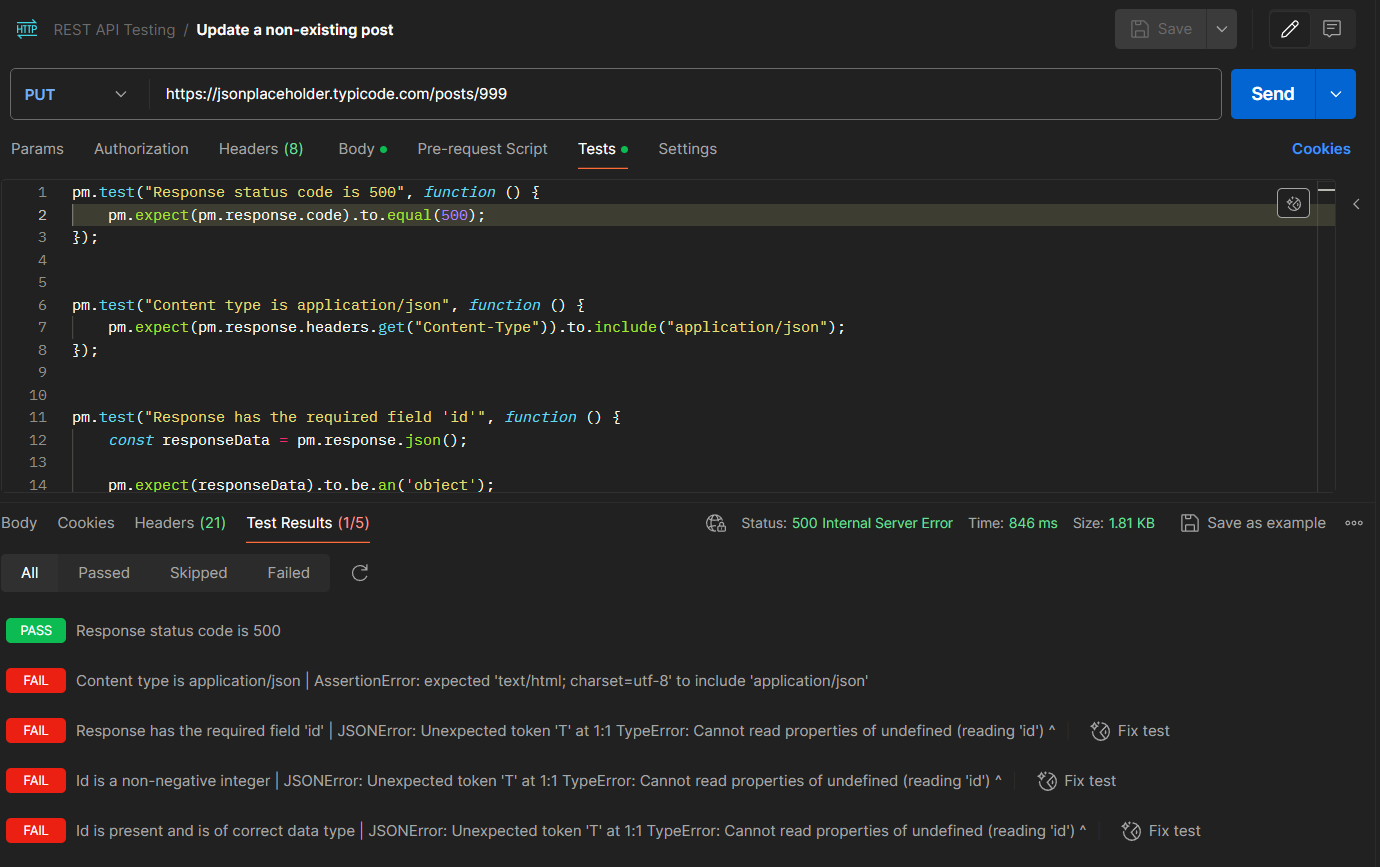 HTTP REST API Testing / Update a non-existing post Save
PUT https://jsonplaceholder.typicode.com/posts/999 Send
Params Authorization Headers (8) Body Pre-request Script Tests Settings Cookies
1 pm.test("Response status code is 500", function () {
2 pm.expect(pm.response.code).to.equal(500);
3 });
4
5
6 pm.test("Content type is application/json", function () {
7 pm.expect(pm.response.headers.get("Content-Type")).to.include("application/json");
8 });
9
10
11 pm.test("Response has the required field 'id'", function () {
12 const responseData = pm.response.json();
13
14 pm.expect(responseData).to.be.an('object');
Body Cookies Headers (21) Test Results (1/5) Status: 500 Internal Server Error Time: 846 ms Size: 1.81 KB Save as example
All Passed Skipped Failed
PASS Response status code is 500
FAIL Content type is application/json | AssertionError: expected 'text/html; charset=utf-8' to include 'application/json'
FAIL Response has the required field 'id' | JSONError: Unexpected token 'T' at 1:1 TypeError: Cannot read properties of undefined (reading 'id') ^ Fix test
FAIL Id is a non-negative integer | JSONError: Unexpected token 'T' at 1:1 TypeError: Cannot read properties of undefined (reading 'id') ^ Fix test
FAIL Id is present and is of correct data type | JSONError: Unexpected token 'T' at 1:1 TypeError: Cannot read properties of undefined (reading 'id') ^ Fix test